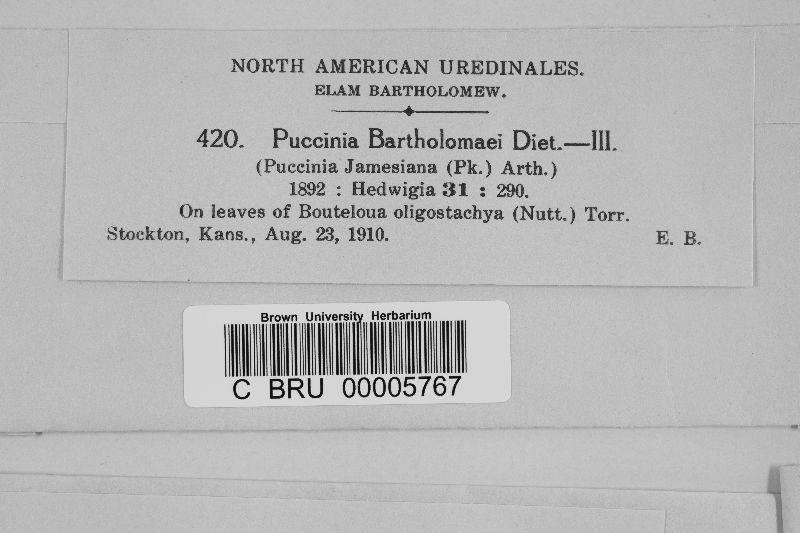 NORTH AMERICAN UREDINALES.
ELAM BARTHOLOMEW.
420. Puccinia Bartholomaei Diet.—III.
(Puccinia Jamesiana (Pk.) Arth.)
1892 : Hedwigia 31 : 290.
On leaves of Bouteloua oligostachya (Nutt.) Torr.
Stockton, Kans., Aug. 23, 1910. E. B.
Brown University Herbarium
C BRU 00005767